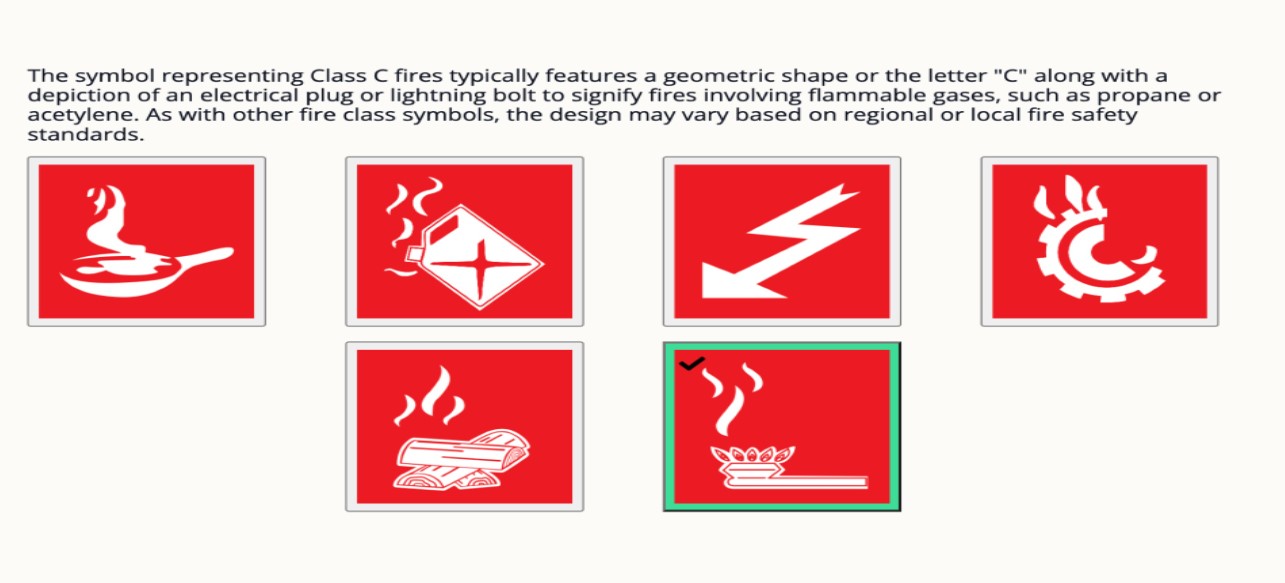 The symbol representing Class C fires typically features a geometric shape or the letter "C" along with a
depiction of an electrical plug or lightning bolt to signify fires involving flammable gases, such as propane or
acetylene. As with other fire class symbols, the design may vary based on regional or local fire safety
standards.